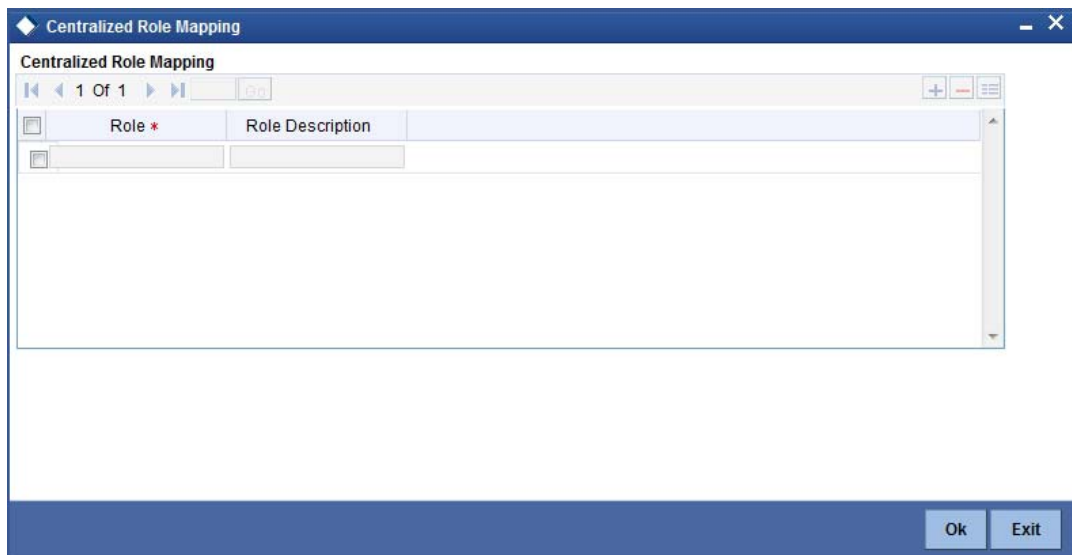 Centralized Role Mapping
Centralized Role Mapping
1 Of 1 Go
Role * Role Description
Ok Exit